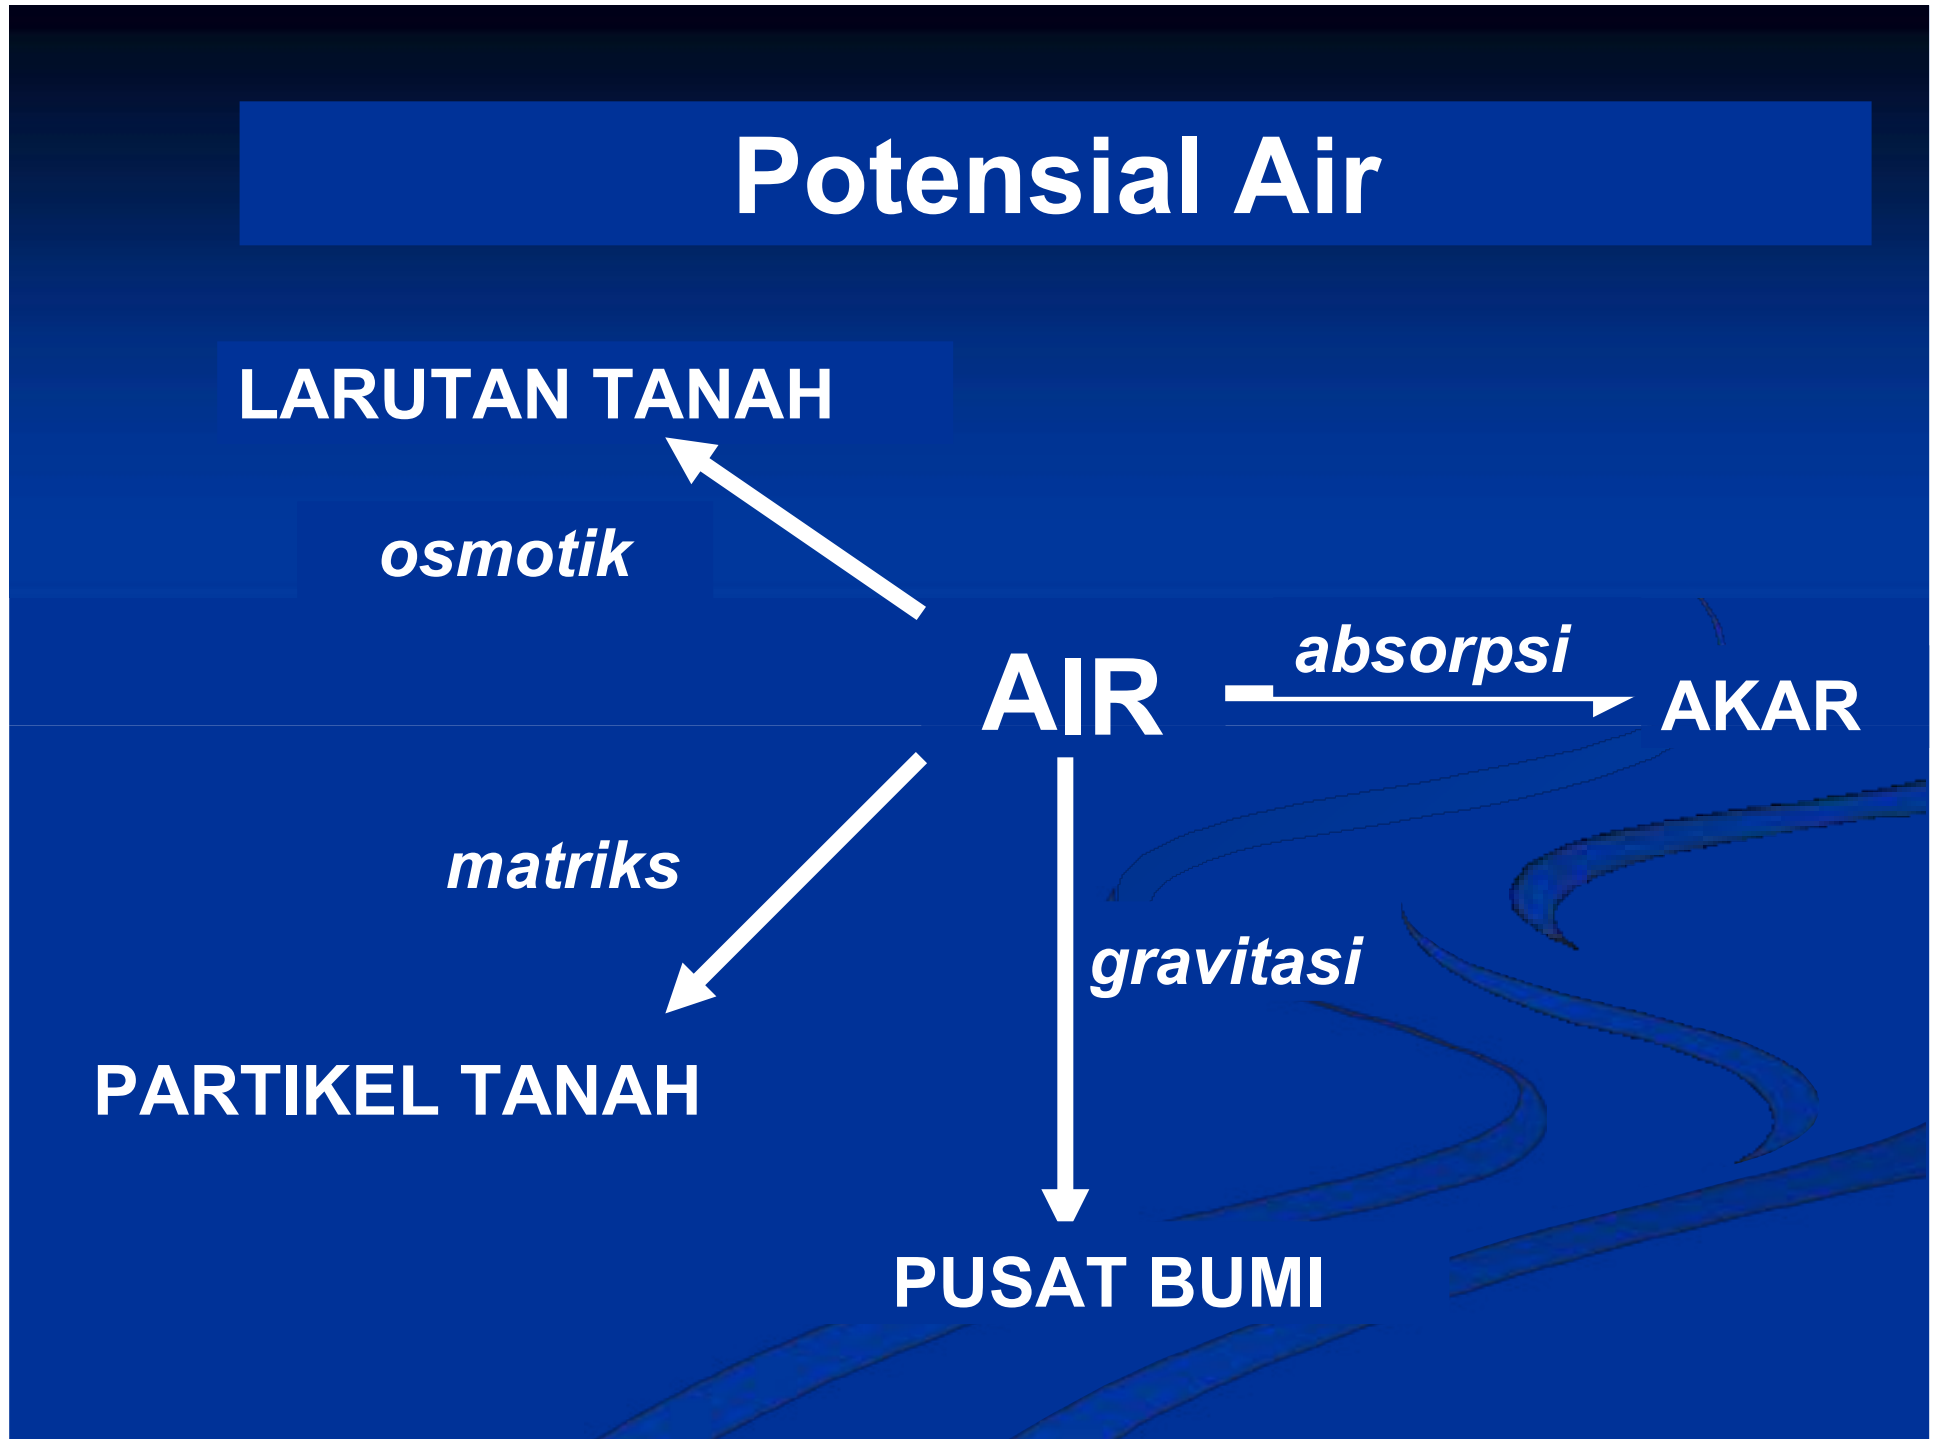 Potensial Air
LARUTAN TANAH
osmotik
absorpsi
AIR
AKAR
matriks
gravitasi
PARTIKEL TANAH
PUSAT BUMI